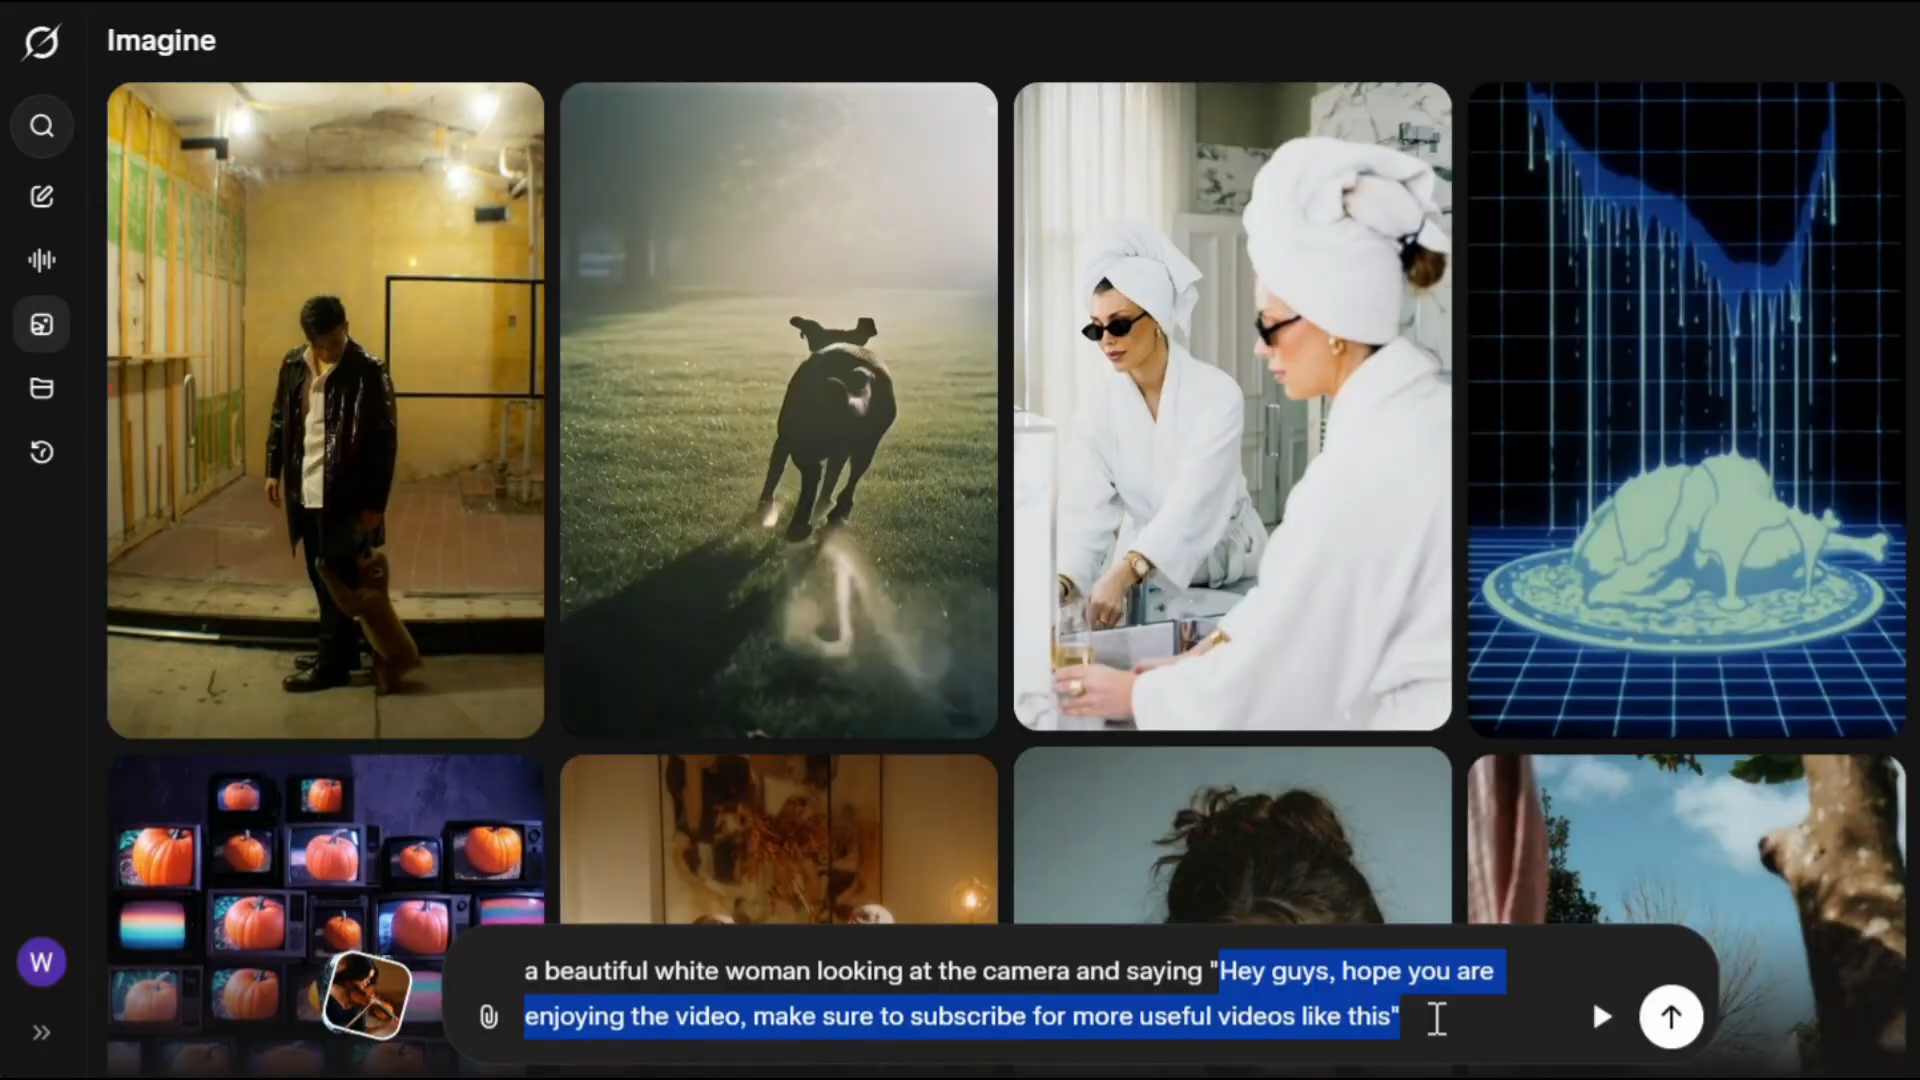 Imagine
a beautiful white woman looking at the camera and saying "Hey guys, hope you are
enjoying the video, make sure to subscribe for more useful videos like this"
W